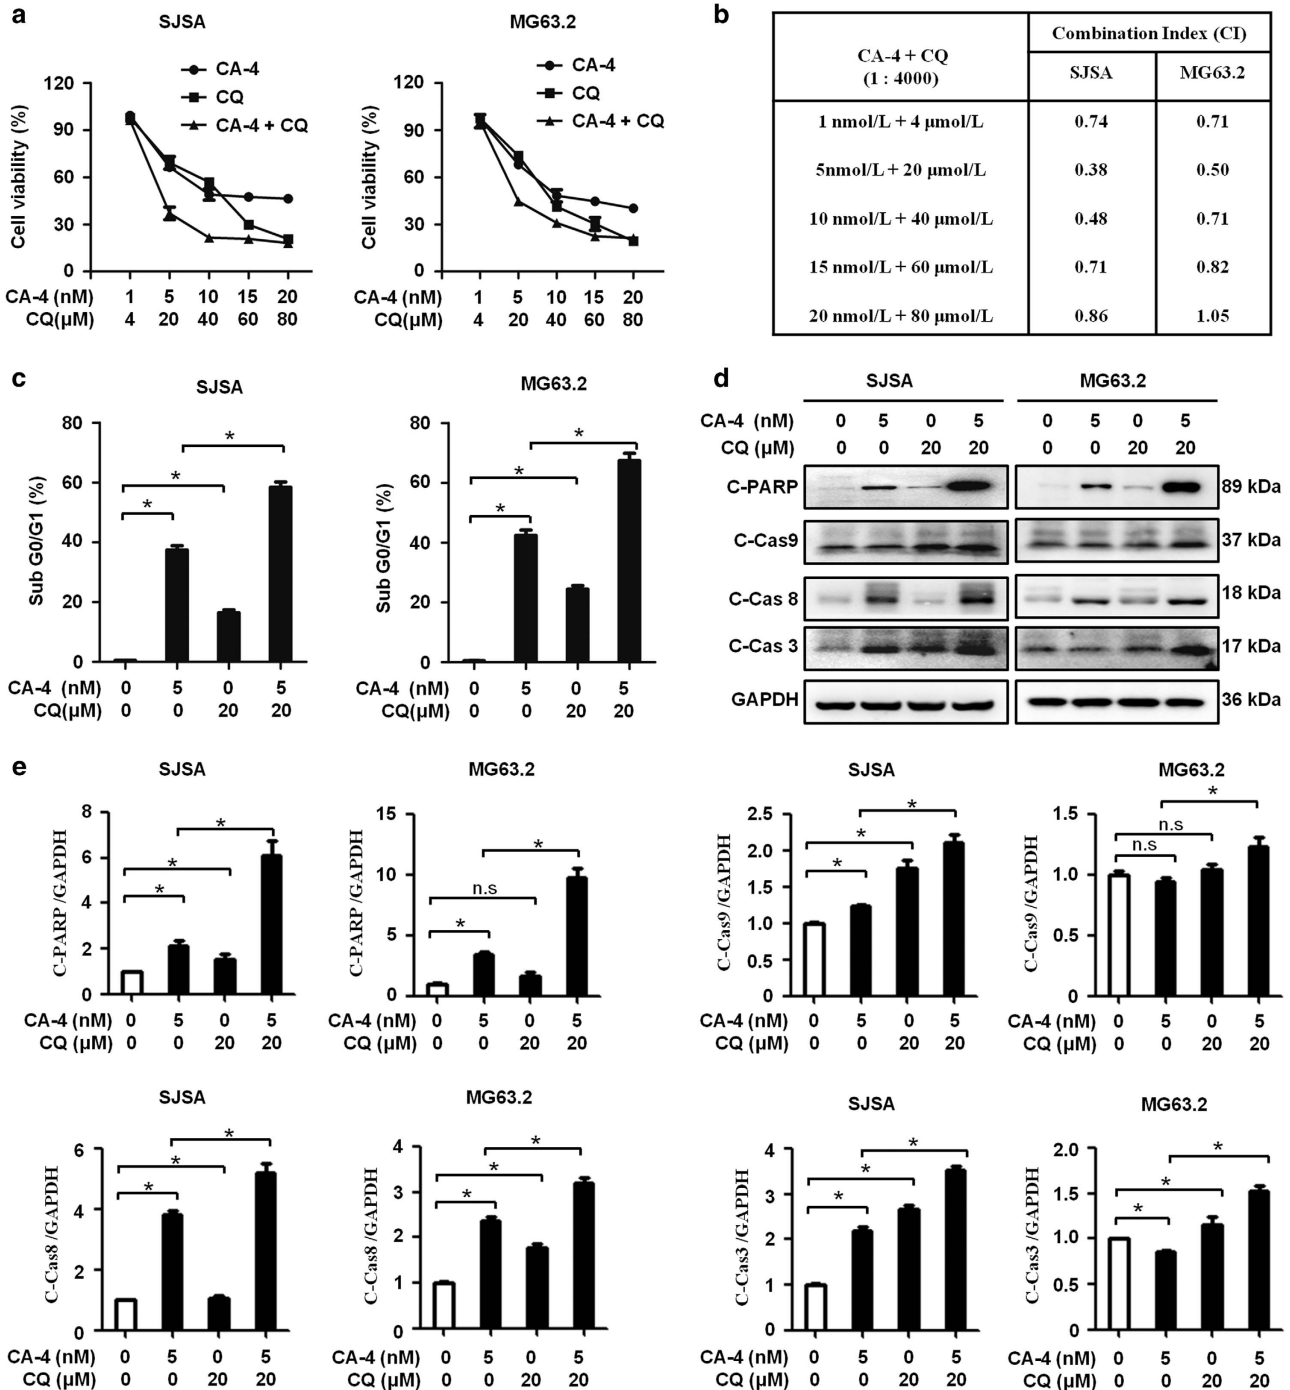 a
SJSA
CA-4
CQ
CA-4 + CQ
Cell viability (%)
120
90
60
30
0
CA-4 (nM) 1 5 10 15 20
CQ(μM) 4 20 40 60 80
MG63.2
CA-4
CQ
CA-4 + CQ
Cell viability (%)
120
90
60
30
0
1 5 10 15 20
4 20 40 60 80
b
CA-4 + CQ
(1 : 4000)
Combination Index (CI)
SJSA MG63.2
1 nmol/L + 4 μmol/L 0.74 0.71
5nmol/L + 20 μmol/L 0.38 0.50
10 nmol/L + 40 μmol/L 0.48 0.71
15 nmol/L + 60 μmol/L 0.71 0.82
20 nmol/L + 80 μmol/L 0.86 1.05
c
SJSA
Sub G0/G1 (%)
80
60
40
20
0
* * *
CA-4 (nM) 0 5 0 5
CQ(μM) 0 0 20 20
MG63.2
Sub G0/G1 (%)
80
60
40
20
0
* * *
0 5 0 5
0 0 20 20
d
SJSA MG63.2
CA-4 (nM) 0 5 0 5 0 5 0 5
CQ (μM) 0 0 20 20 0 0 20 20
C-PARP 89 kDa
C-Cas9 37 kDa
C-Cas 8 18 kDa
C-Cas 3 17 kDa
GAPDH 36 kDa
e
SJSA
C-PARP /GAPDH
8
6
4
2
0
* * *
CA-4 (nM) 0 5 0 5
CQ (μM) 0 0 20 20
MG63.2
C-PARP /GAPDH
15
10
5
0
* n.s *
CA-4 (nM) 0 5 0 5
CQ (μM) 0 0 20 20
SJSA
C-Cas9 /GAPDH
2.5
2.0
1.5
1.0
0.5
0
* * *
CA-4 (nM) 0 5 0 5
CQ (μM) 0 0 20 20
MG63.2
C-Cas9 /GAPDH
1.5
1.0
0.5
0
n.s n.s *
CA-4 (nM) 0 5 0 5
CQ (μM) 0 0 20 20
SJSA
C-Cas8 /GAPDH
6
4
2
0
* * *
CA-4 (nM) 0 5 0 5
CQ (μM) 0 0 20 20
MG63.2
C-Cas8 /GAPDH
4
3
2
1
0
* * *
CA-4 (nM) 0 5 0 5
CQ (μM) 0 0 20 20
SJSA
C-Cas3 /GAPDH
4
3
2
1
0
* * *
CA-4 (nM) 0 5 0 5
CQ (μM) 0 0 20 20
MG63.2
C-Cas3 /GAPDH
2.0
1.5
1.0
0.5
0.0
* * *
CA-4 (nM) 0 5 0 5
CQ (μM) 0 0 20 20